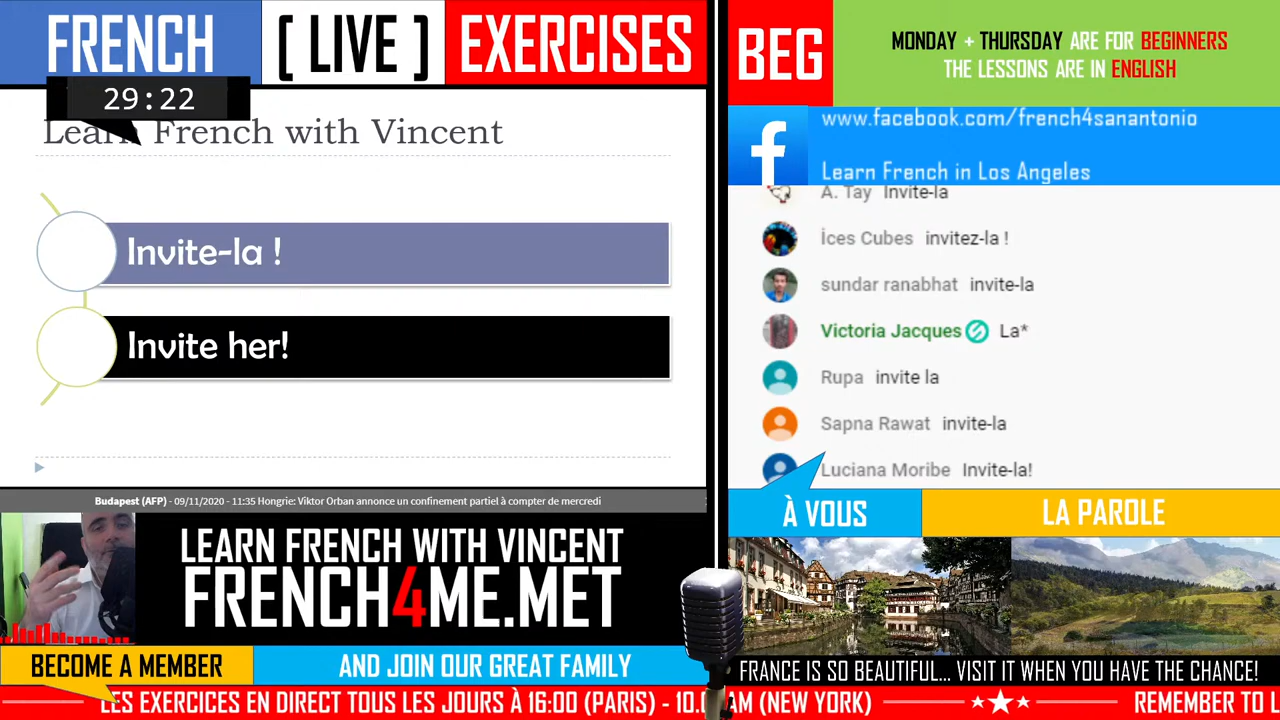 FRENCH [ LIVE ] EXERCISES
29:22
Learn French with Vincent
Invite-la !
Invite her!
Budapest (AFP) - 09/11/2020 - 11:35 Hongrie: Viktor Orban annonce un confinement partiel à compter de mercredi
LEARN FRENCH WITH VINCENT
FRENCH4ME.MET
BECOME A MEMBER
AND JOIN OUR GREAT FAMILY
BEG
MONDAY + THURSDAY ARE FOR BEGINNERS
THE LESSONS ARE IN ENGLISH
f
www.facebook.com/french4sanantonio
Learn French in Los Angeles
A. Tay Invite-la
İces Cubes invitez-la !
sundar ranabhat invite-la
Victoria Jacques La*
Rupa invite la
Sapna Rawat invite-la
Luciana Moribe Invite-la!
À VOUS
LA PAROLE
FRANCE IS SO BEAUTIFUL... VISIT IT WHEN YOU HAVE THE CHANCE!
LES EXERCICES EN DIRECT TOUS LES JOURS À 16:00 (PARIS) - 10.0 AM (NEW YORK) REMEMBER TO L